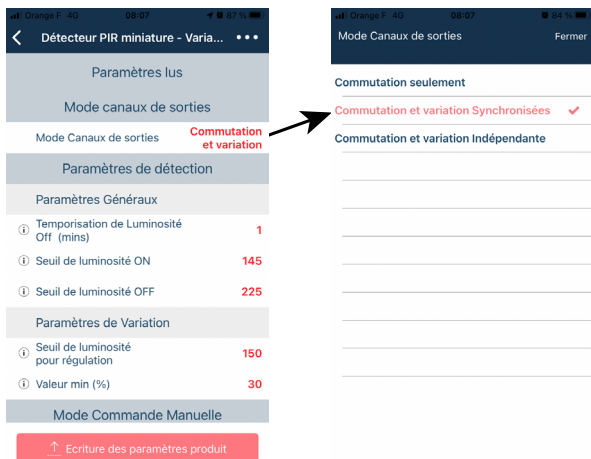 Orange F 4G 08:07 87 %
Détecteur PIR miniature - Varia...
Paramètres lus
Mode canaux de sorties
Mode Canaux de sorties
Commutation
et variation
Paramètres de détection
Paramètres Généraux
Temporisation de Luminosité
Off (mins)
1
Seuil de luminosité ON
145
Seuil de luminosité OFF
225
Paramètres de Variation
Seuil de luminosité
pour régulation
150
Valeur min (%)
30
Mode Commande Manuelle
Ecriture des paramètres produit
Orange F 4G 08:07 84 %
Mode Canaux de sorties
Fermer
Commutation seulement
Commutation et variation Synchronisées
Commutation et variation Indépendante